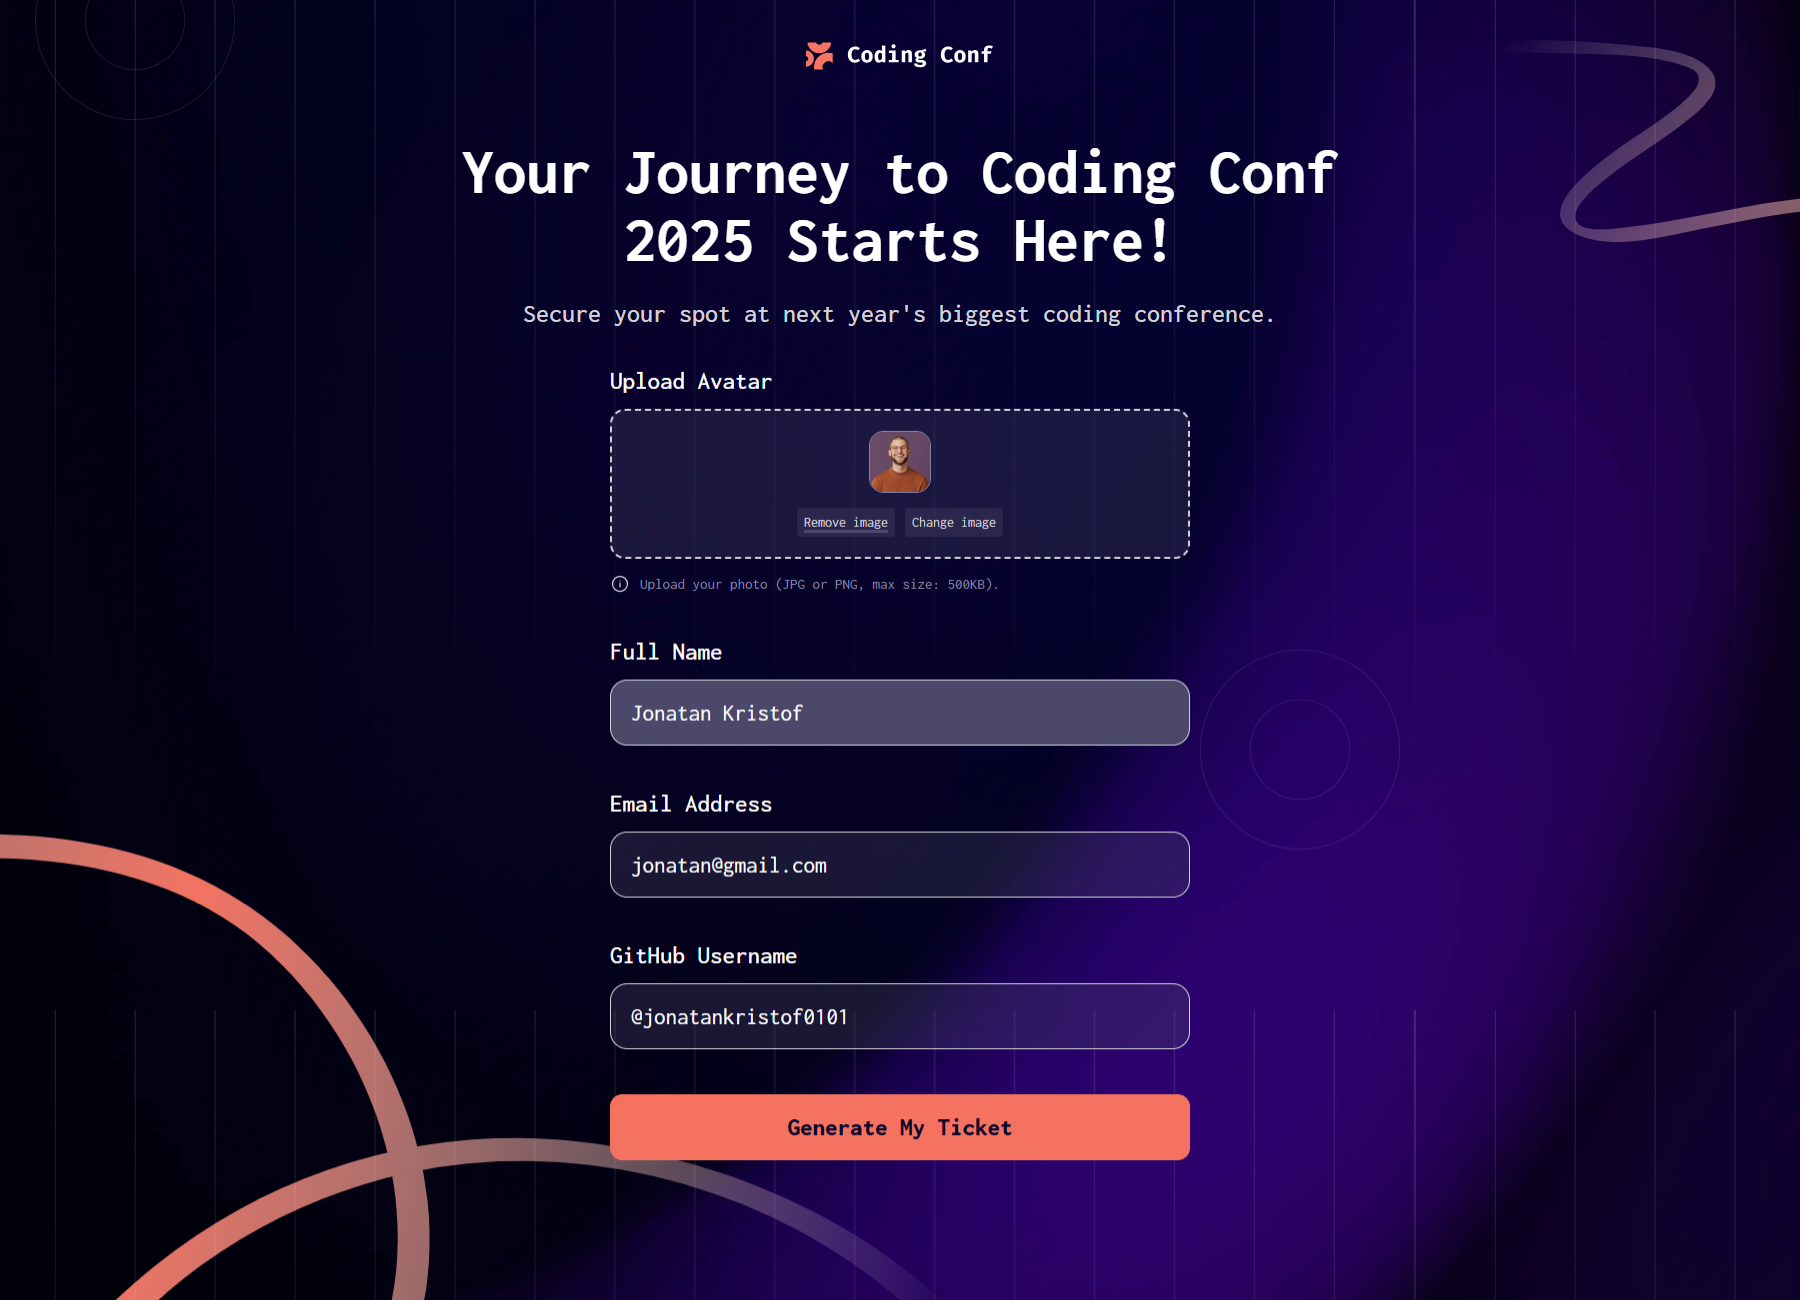 Coding Conf
Your Journey to Coding Conf
2025 Starts Here!
Secure your spot at next year's biggest coding conference.
Upload Avatar
Remove image Change image
Upload your photo (JPG or PNG, max size: 500KB).
Full Name
Jonatan Kristof
Email Address
jonatan@gmail.com
GitHub Username
@jonatankristof0101
Generate My Ticket